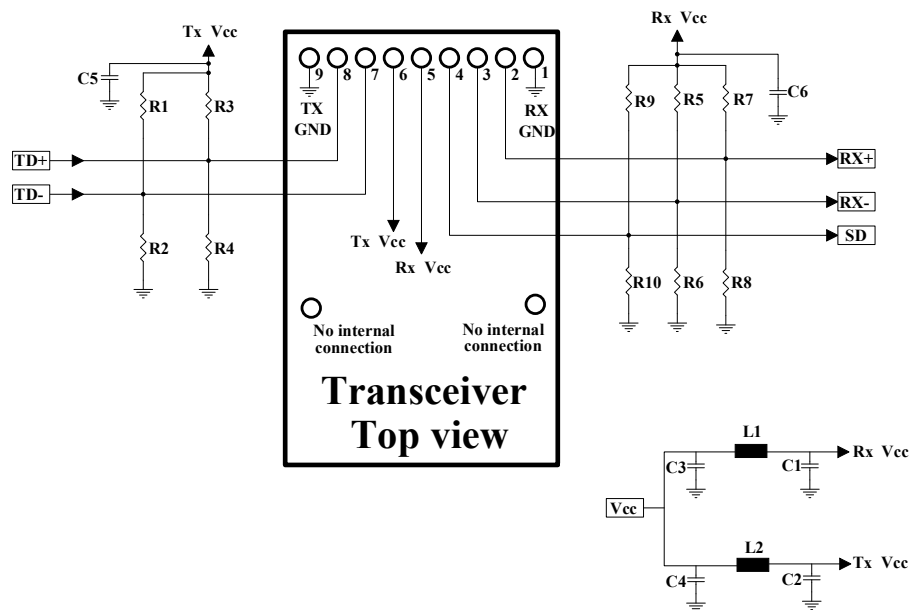 Tx Vcc
Rx Vcc
C5
9 8 7 6 5 4 3 2 1
C6
R1 R3
TX GND
RX GND
R9 R5 R7
TD+
RX+
TD-
RX-
Tx Vcc
SD
R2 R4
Rx Vcc
R10 R6 R8
No internal
connection
No internal
connection
Transceiver
Top view
L1
C3 C1 Rx Vcc
Vcc
L2
C4 C2 Tx Vcc